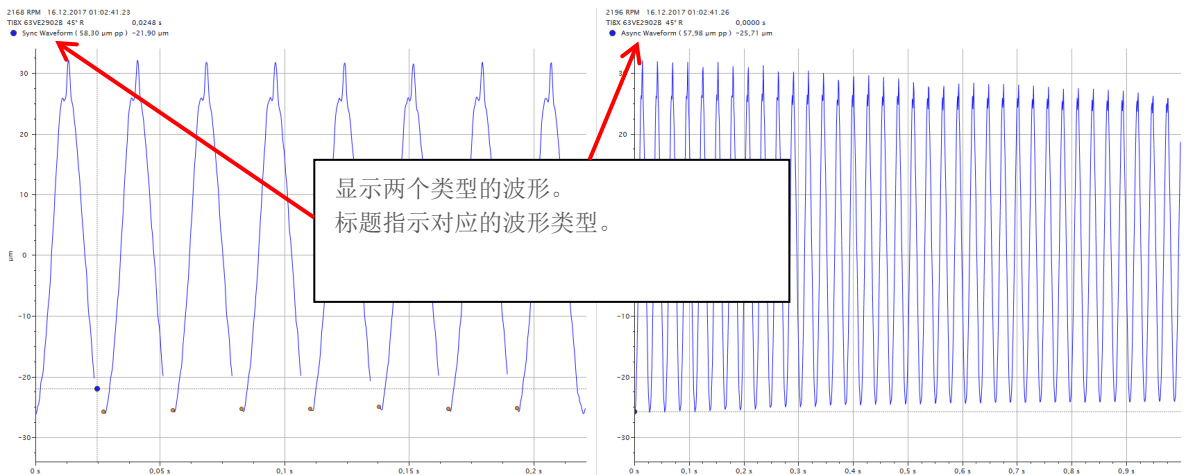 2168 RPM 16.12.2017 01:02:41.23
TIBX 63VE29028 45° R 0,0248 s
Sync Waveform ( 58,30 µm pp ) -21,90 µm
30
20
10
0
-10
-20
-30
µm
0 s 0,05 s 0,1 s 0,15 s 0,2 s
2196 RPM 16.12.2017 01:02:41.26
TIBX 63VE29028 45° R 0,0000 s
Async Waveform ( 57,98 µm pp ) -25,71 µm
20
-10
-20
-30
0 s 0,1 s 0,2 s 0,3 s 0,4 s 0,5 s 0,6 s 0,7 s 0,8 s 0,9 s
显示两个类型的波形。
标题指示对应的波形类型。